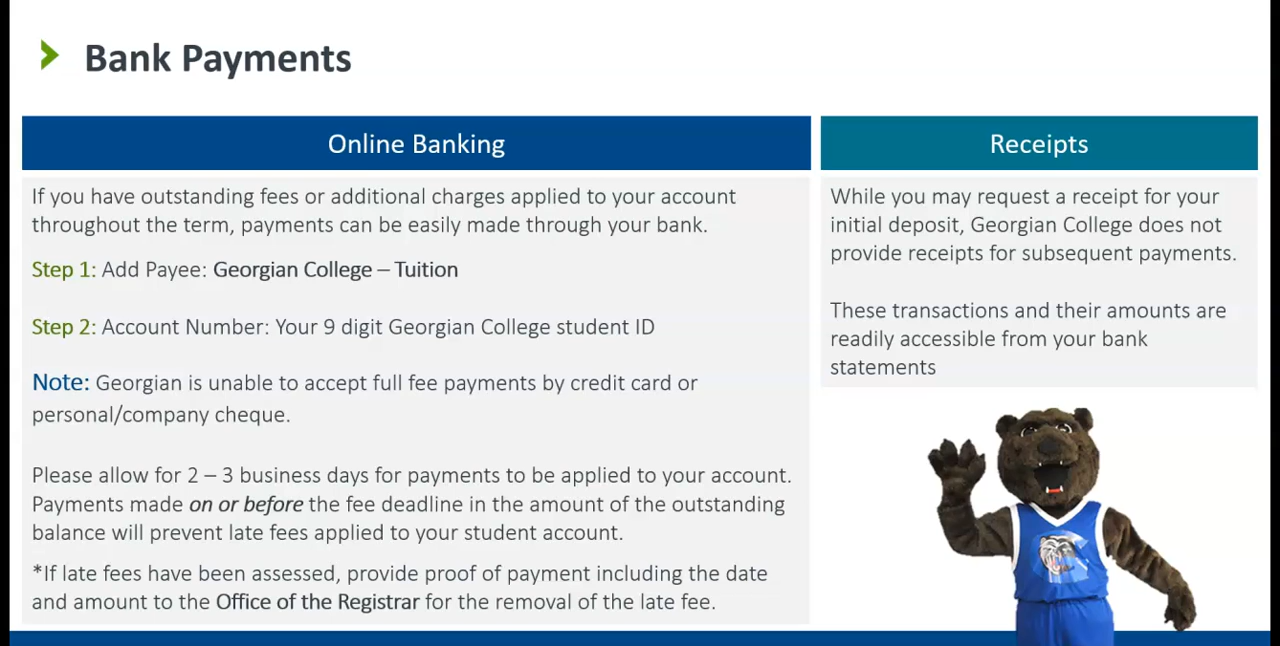 Bank Payments
Online Banking
If you have outstanding fees or additional charges applied to your account
throughout the term, payments can be easily made through your bank.
Step 1: Add Payee: Georgian College – Tuition
Step 2: Account Number: Your 9 digit Georgian College student ID
Note: Georgian is unable to accept full fee payments by credit card or
personal/company cheque.
Please allow for 2 – 3 business days for payments to be applied to your account.
Payments made on or before the fee deadline in the amount of the outstanding
balance will prevent late fees applied to your student account.
*If late fees have been assessed, provide proof of payment including the date
and amount to the Office of the Registrar for the removal of the late fee.
Receipts
While you may request a receipt for your
initial deposit, Georgian College does not
provide receipts for subsequent payments.
These transactions and their amounts are
readily accessible from your bank
statements